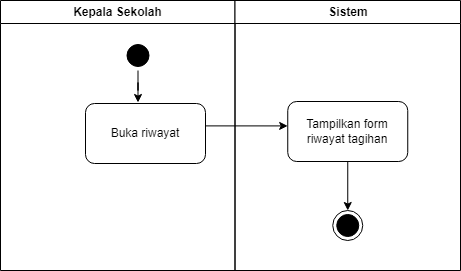 Kepala Sekolah
Sistem
Buka riwayat
Tampilkan form
riwayat tagihan